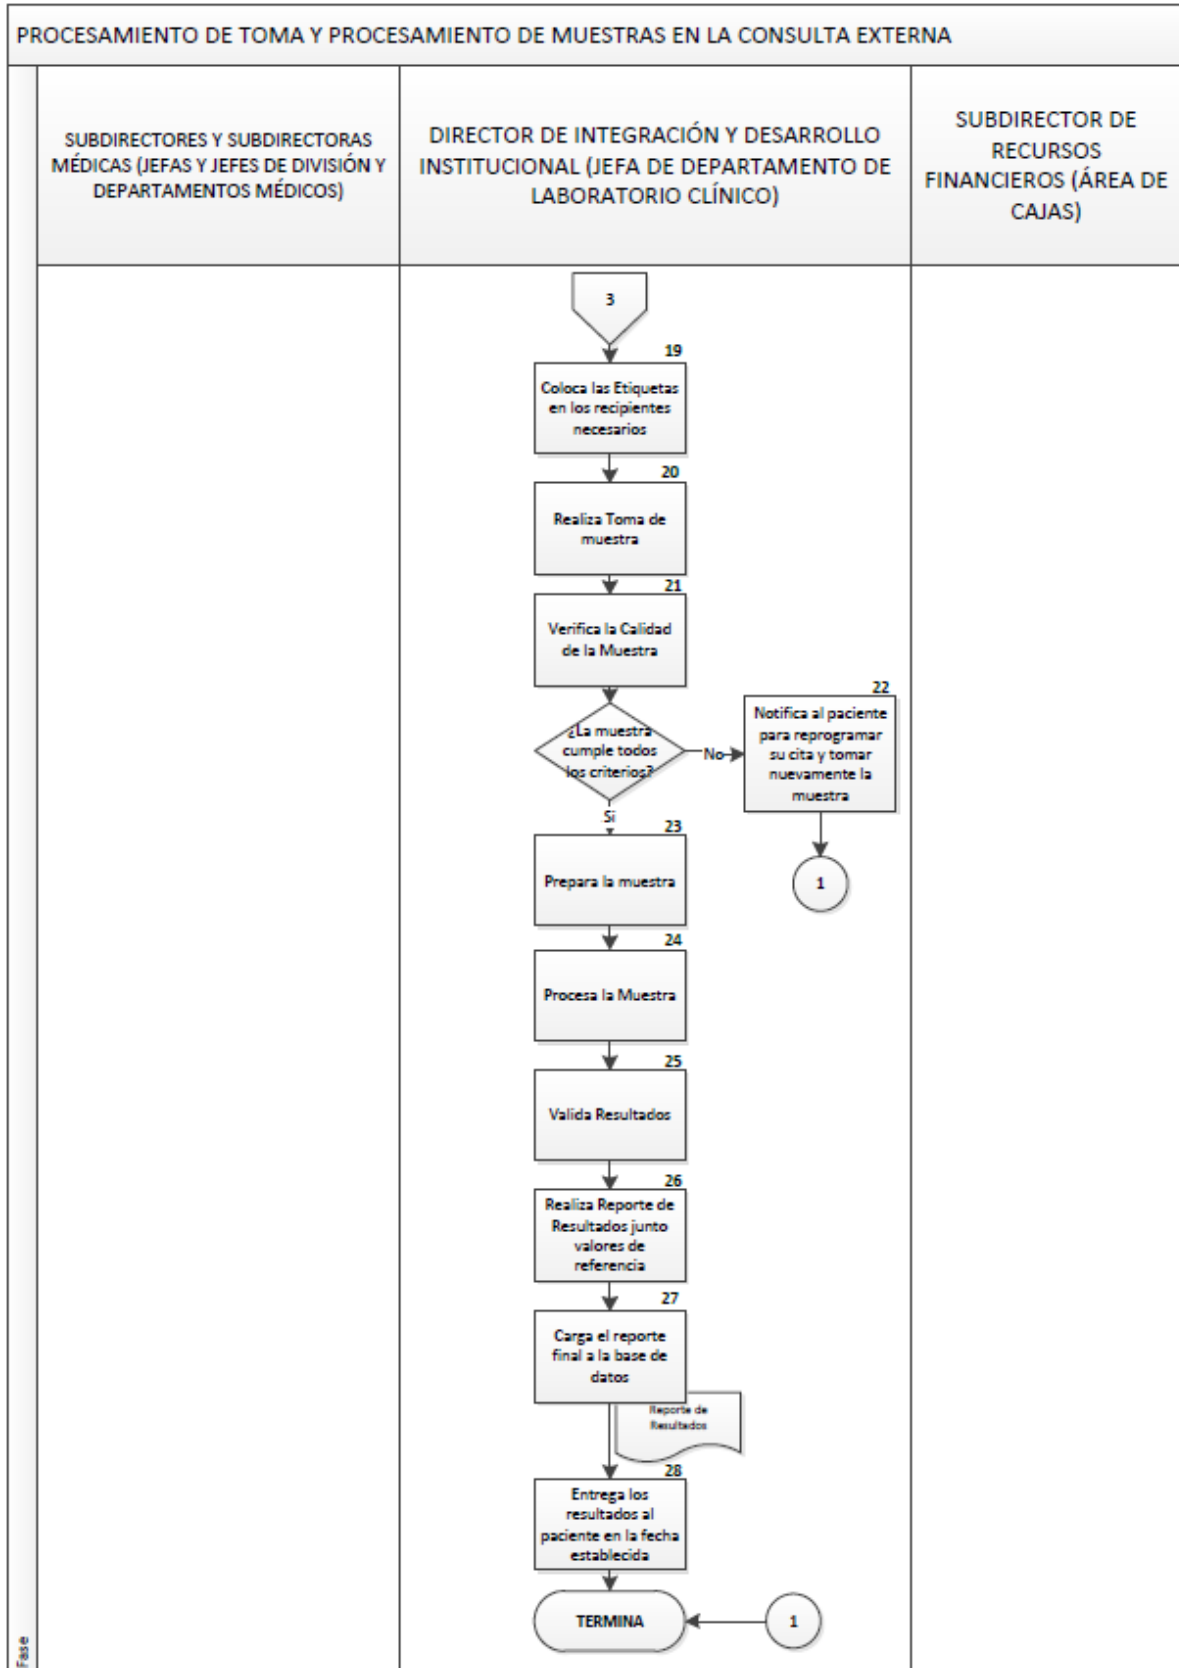 PROCESAMIENTO DE TOMA Y PROCESAMIENTO DE MUESTRAS EN LA CONSULTA EXTERNA
SUBDIRECTORES Y SUBDIRECTORAS
MÉDICAS (JEFAS Y JEFES DE DIVISIÓN Y
DEPARTAMENTOS MÉDICOS)
DIRECTOR DE INTEGRACIÓN Y DESARROLLO
INSTITUCIONAL (JEFA DE DEPARTAMENTO DE
LABORATORIO CLÍNICO)
SUBDIRECTOR DE
RECURSOS
FINANCIEROS (ÁREA DE
CAJAS)
3
19
Coloca las Etiquetas
en los recipientes
necesarios
20
Realiza Toma de
muestra
21
Verifica la Calidad
de la Muestra
¿La muestra
cumple todos
los criterios?
No
22
Notifica al paciente
para reprogramar
su cita y tomar
nuevamente la
muestra
1
Si
23
Prepara la muestra
24
Procesa la Muestra
25
Valida Resultados
26
Realiza Reporte de
Resultados junto
valores de
referencia
27
Carga el reporte
final a la base de
datos
Reporte de
Resultados
28
Entrega los
resultados al
paciente en la fecha
establecida
TERMINA
1
Fase